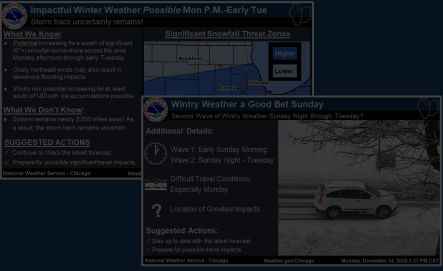 Impactful Winter Weather Possible Mon P.M.-Early Tue
Storm track uncertainty remains!
What We Know:
Potential increasing for a swath of significant
(6"+) snowfall somewhere across the area
Monday afternoon through early Tuesday
Gusty northeast winds may also result in
lakeshore flooding impacts
Wintry mix potential increasing for at least
south of I-80 with ice accumulations possible
What We Don't Know:
System remains nearly 3,000 miles away! As
a result, the storm track remains uncertain.
SUGGESTED ACTIONS
✓ Continue to check the latest forecast.
✓ Prepare for possible significant travel impacts.
National Weather Service - Chicago
Significant Snowfall Threat Zones
Rockford
Higher
Lower
Wintry Weather a Good Bet Sunday
Second Wave of Wintry Weather Sunday Night through Tuesday?
Additional Details:
Wave 1: Early Sunday Morning
Wave 2: Sunday Night - Tuesday
Difficult Travel Conditions,
Especially Monday
? Location of Greatest Impacts
Suggested Actions:
✓ Stay up to date with the latest forecast.
✓ Prepare for possible travel impacts.
National Weather Service - Chicago
Weather.gov/Chicago